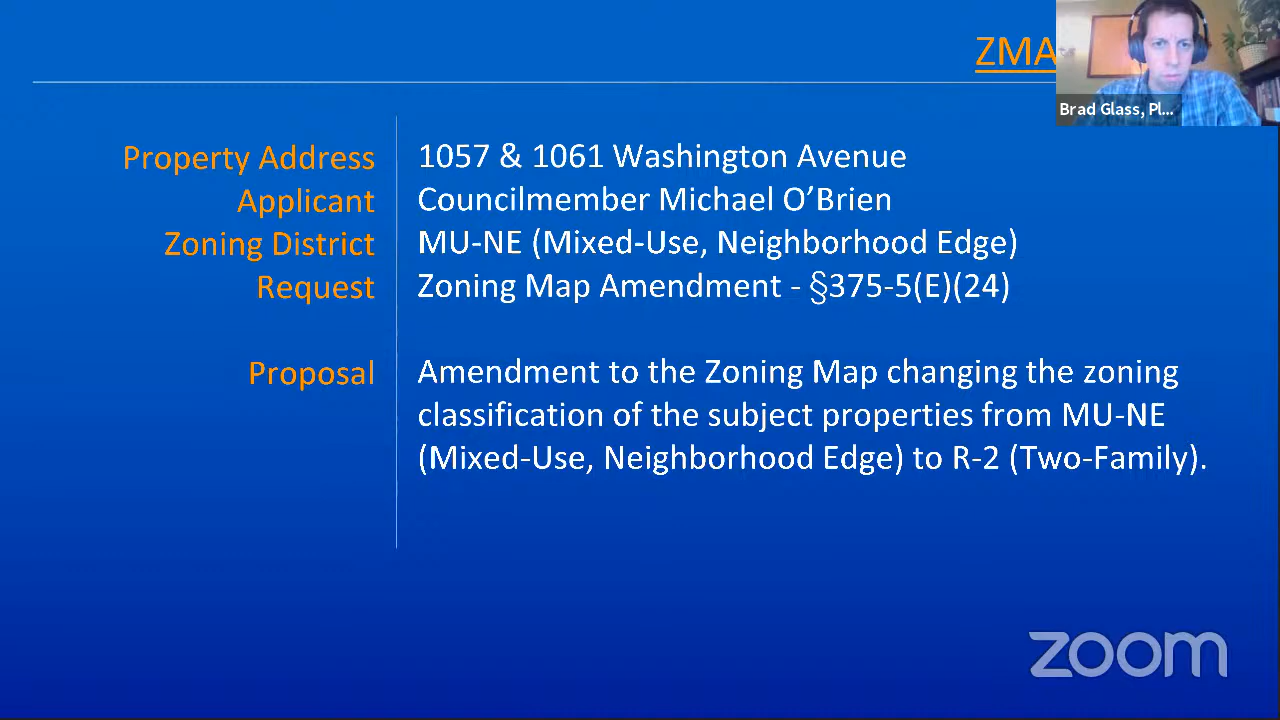 ZMA
Brad Glass, Pl...
Property Address 1057 & 1061 Washington Avenue
Applicant Councilmember Michael O’Brien
Zoning District MU-NE (Mixed-Use, Neighborhood Edge)
Request Zoning Map Amendment - §375-5(E)(24)
Proposal Amendment to the Zoning Map changing the zoning
classification of the subject properties from MU-NE
(Mixed-Use, Neighborhood Edge) to R-2 (Two-Family).
zoom